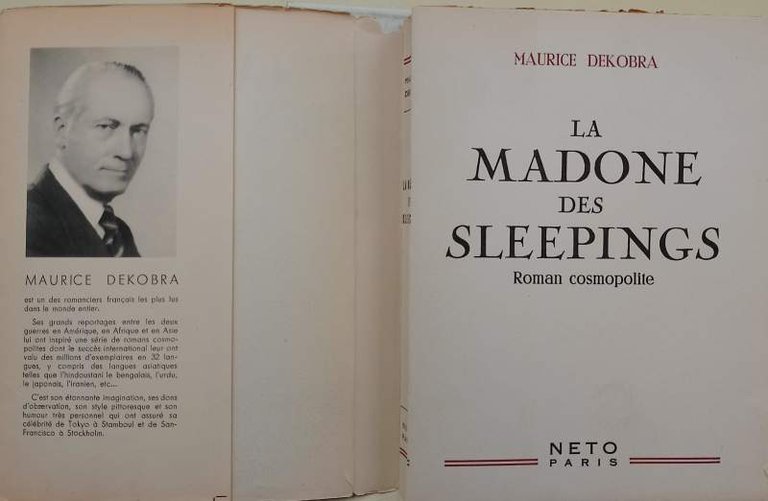 MAURICE DEKOBRA
est un des romanciers français les plus lus
dans le monde entier.
Ses grands reportages entre les deux
guerres en Amérique, en Afrique et en Asie
lui ont inspiré une série de romans cosmo-
polites dont le succès international leur ont
valu des millions d'exemplaires en 32 lan-
gues, y compris des langues asiatiques
telles que l'hindoustani le bengalais, l'urdu,
le japonais, l'iranien, etc...
C'est son étonnante imagination, ses dons
d'observation, son style pittoresque et son
humour très personnel qui ont assuré sa
célébrité de Tokyo à Stamboul et de San-
Francisco à Stockholm.
MAURICE DEKOBRA
LA
MADONE
DES
SLEEPINGS
Roman cosmopolite
NETO
PARIS